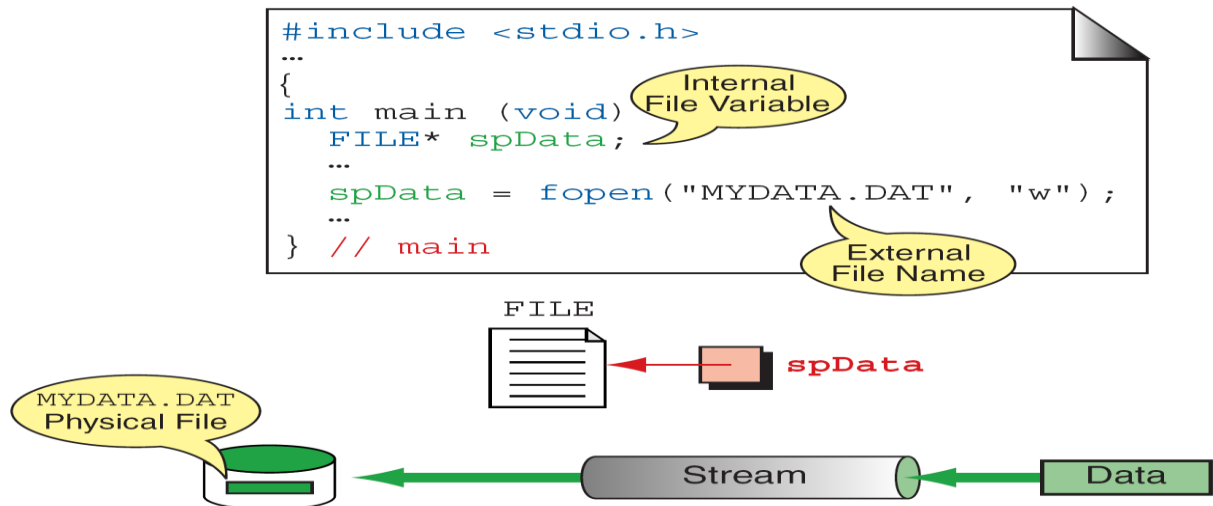 #include <stdio.h>
...
{
int main (void)
Internal
File Variable
FILE* spData;
...
spData = fopen("MYDATA.DAT", "w");
...
} // main
External
File Name
FILE
spData
MYDATA.DAT
Physical File
Stream
Data